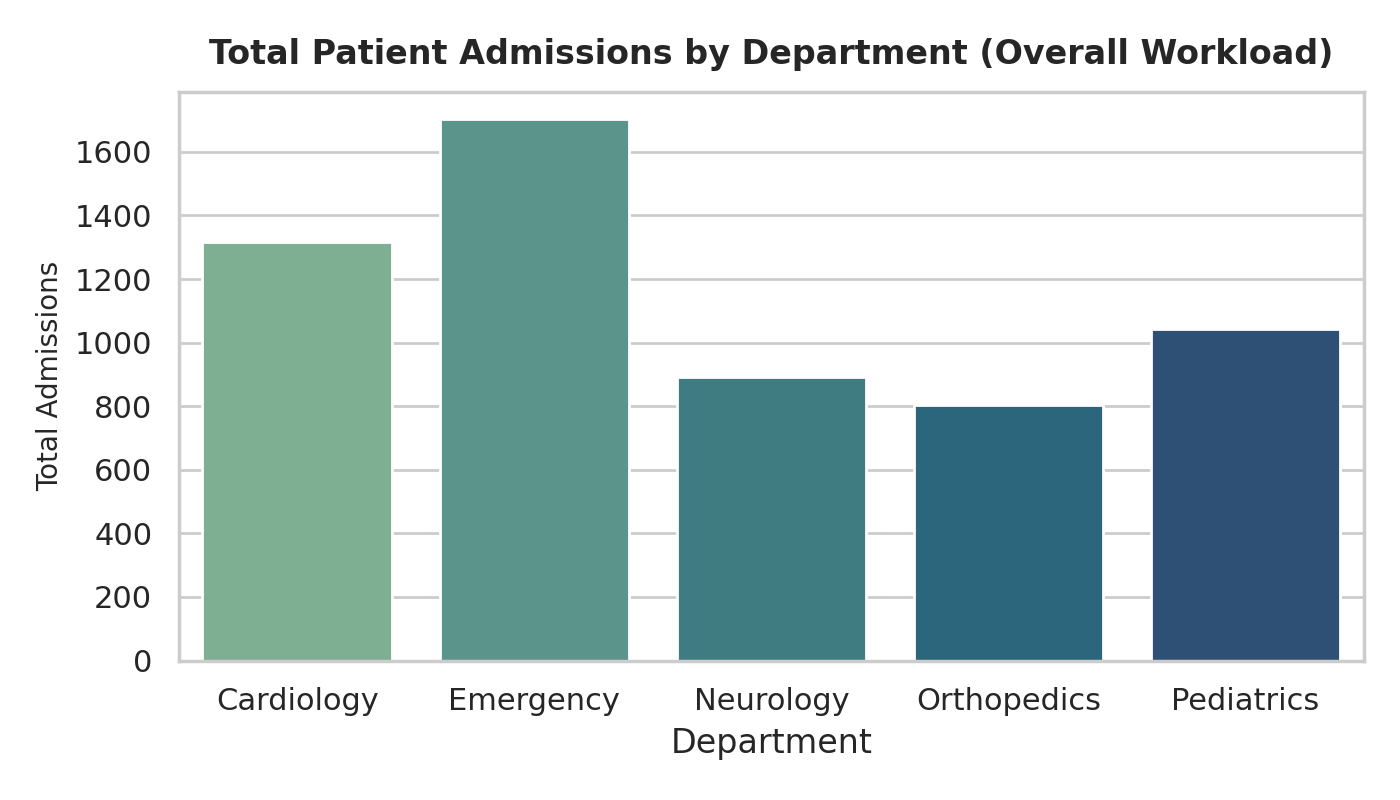 Total Patient Admissions by Department (Overall Workload)
Total Admissions
1600
1400
1200
1000
800
600
400
200
0
Cardiology Emergency Neurology Orthopedics Pediatrics
Department